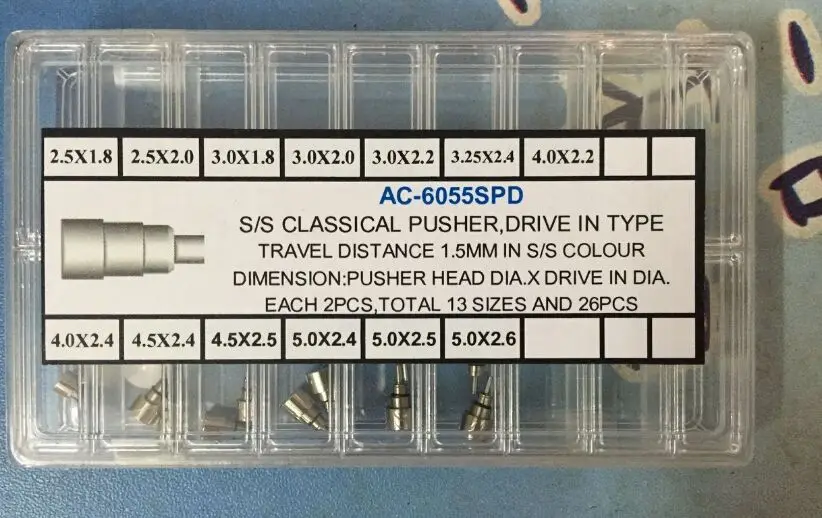 2.5X1.8 2.5X2.0 3.0X1.8 3.0X2.0 3.0X2.2 3.25X2.4 4.0X2.2
AC-6055SPD
S/S CLASSICAL PUSHER,DRIVE IN TYPE
TRAVEL DISTANCE 1.5MM IN S/S COLOUR
DIMENSION:PUSHER HEAD DIA.X DRIVE IN DIA.
EACH 2PCS,TOTAL 13 SIZES AND 26PCS
4.0X2.4 4.5X2.4 4.5X2.5 5.0X2.4 5.0X2.5 5.0X2.6